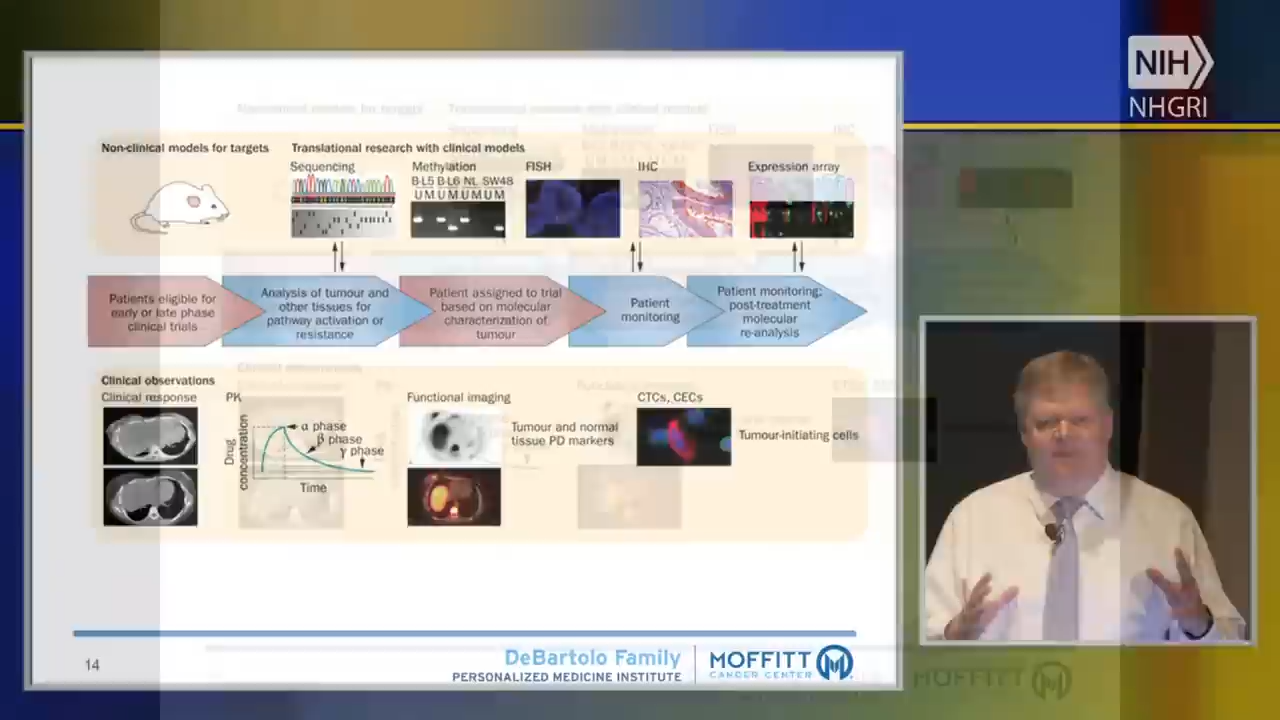 NIH
NHGRI
Non-clinical models for targets
Translational research with clinical models
Sequencing
Methylation
FISH
IHC
Expression array
B-L5 B-L6 NL SW48
U M U M U M U M
Patients eligible for
early or late phase
clinical trials
Analysis of tumour and
other tissues for
pathway activation or
resistance
Patient assigned to trial
based on molecular
characterization of
tumour
Patient
monitoring
Patient monitoring;
post-treatment
molecular
re-analysis
Clinical observations
Clinical response
PK
Drug
concentration
α phase
β phase
γ phase
Time
Functional imaging
Tumour and normal
tissue PD markers
CTCs, CECs
Tumour-initiating cells
14
DeBartolo Family
PERSONALIZED MEDICINE INSTITUTE
MOFFITT
CANCER CENTER
MOFFITT